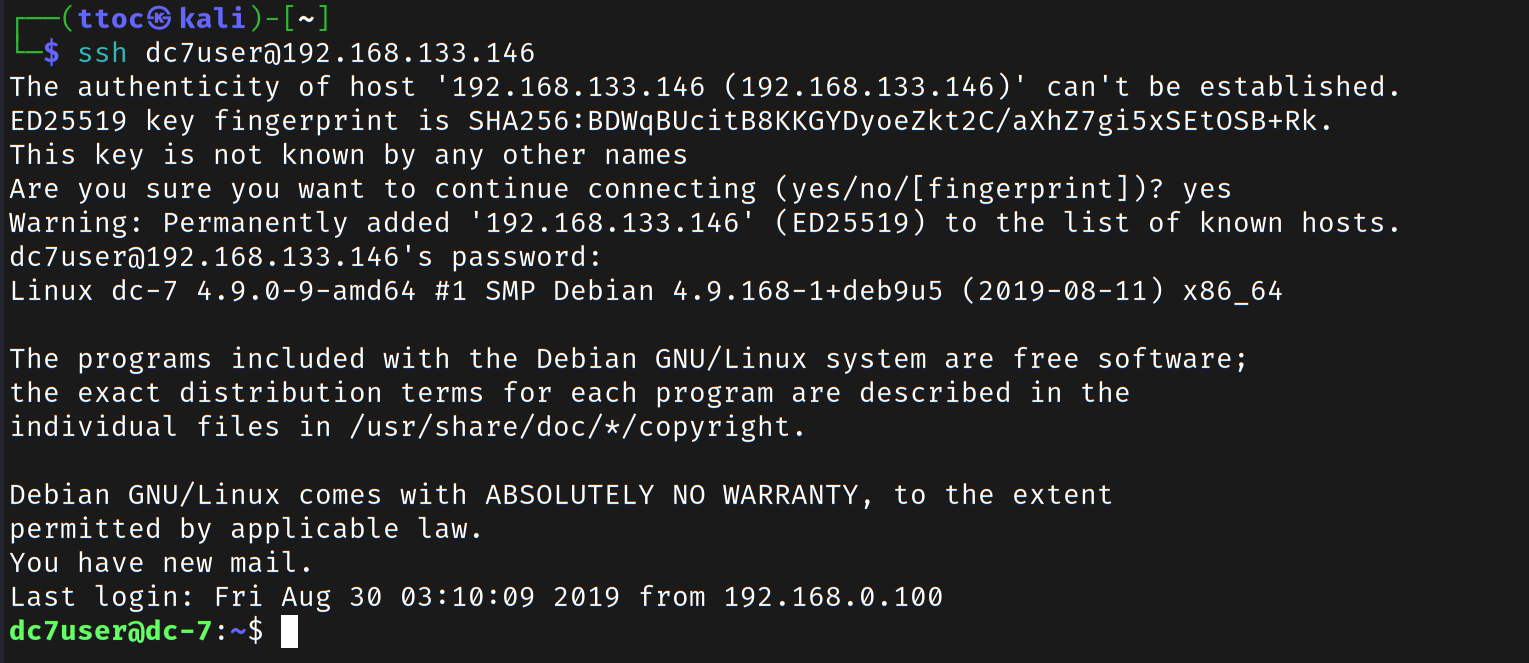 ┌──(ttoc㉿kali)-[~]
└─$ ssh dc7user@192.168.133.146
The authenticity of host '192.168.133.146 (192.168.133.146)' can't be established.
ED25519 key fingerprint is SHA256:BDWqBUcitB8KKGYDyoeZkt2C/aXhZ7gi5xSEtOSB+Rk.
This key is not known by any other names
Are you sure you want to continue connecting (yes/no/[fingerprint])? yes
Warning: Permanently added '192.168.133.146' (ED25519) to the list of known hosts.
dc7user@192.168.133.146's password:
Linux dc-7 4.9.0-9-amd64 #1 SMP Debian 4.9.168-1+deb9u5 (2019-08-11) x86_64
The programs included with the Debian GNU/Linux system are free software;
the exact distribution terms for each program are described in the
individual files in /usr/share/doc/*/copyright.
Debian GNU/Linux comes with ABSOLUTELY NO WARRANTY, to the extent
permitted by applicable law.
You have new mail.
Last login: Fri Aug 30 03:10:09 2019 from 192.168.0.100
dc7user@dc-7:~$